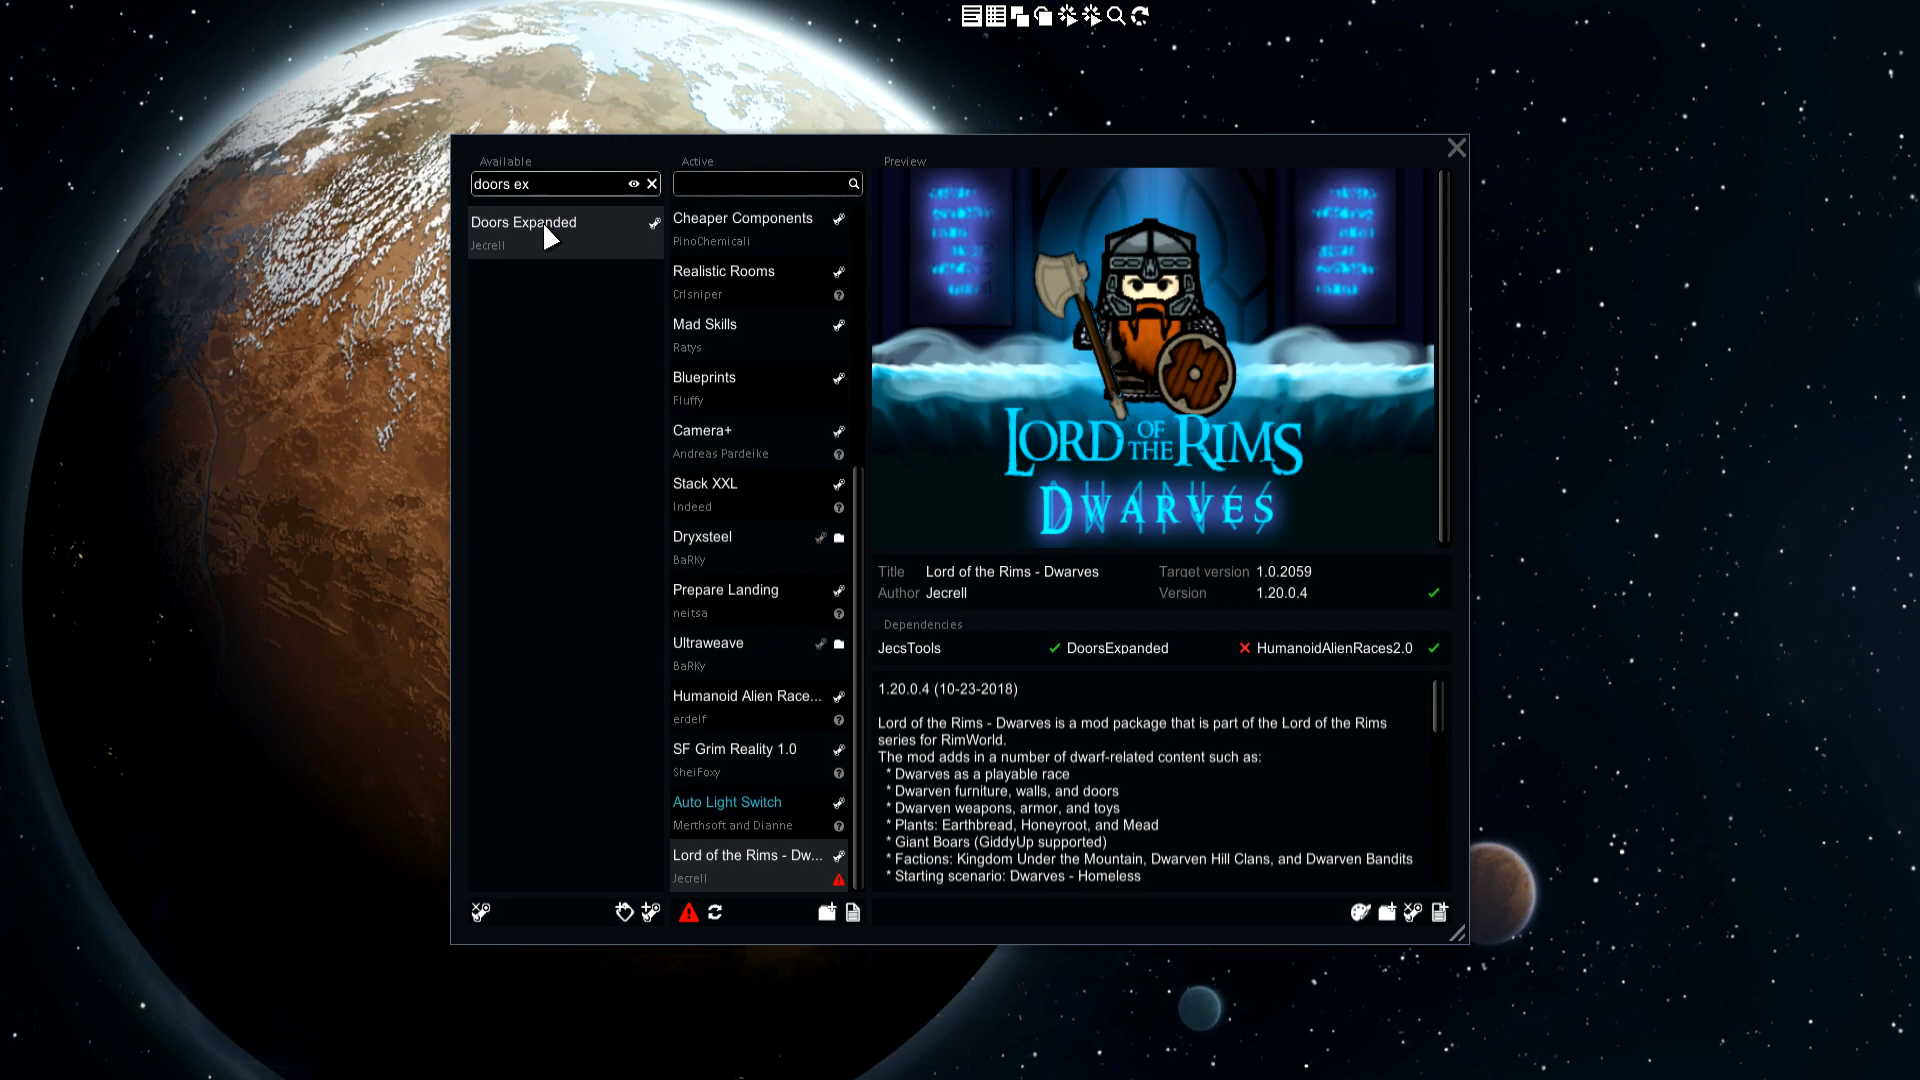 Available
doors ex
Doors Expanded
Jecrell
Active
Cheaper Components
PinoChemicali
Realistic Rooms
Crlsniper
Mad Skills
Ratys
Blueprints
Fluffy
Camera+
Andreas Pardeike
Stack XXL
Indeed
Dryxsteel
BaRKy
Prepare Landing
neitsa
Ultraweave
BaRKy
Humanoid Alien Race...
erdelf
SF Grim Reality 1.0
SheiFoxy
Auto Light Switch
Merthsoft and Dianne
Lord of the Rims - Dw...
Jecrell
Preview
LORD OF THE RIMS
DWARVES
Title Lord of the Rims - Dwarves Target version 1.0.2059
Author Jecrell Version 1.20.0.4
Dependencies
JecsTools DoorsExpanded HumanoidAlienRaces2.0
1.20.0.4 (10-23-2018)
Lord of the Rims - Dwarves is a mod package that is part of the Lord of the Rims
series for RimWorld.
The mod adds in a number of dwarf-related content such as:
* Dwarves as a playable race
* Dwarven furniture, walls, and doors
* Dwarven weapons, armor, and toys
* Plants: Earthbread, Honeyroot, and Mead
* Giant Boars (GiddyUp supported)
* Factions: Kingdom Under the Mountain, Dwarven Hill Clans, and Dwarven Bandits
* Starting scenario: Dwarves - Homeless